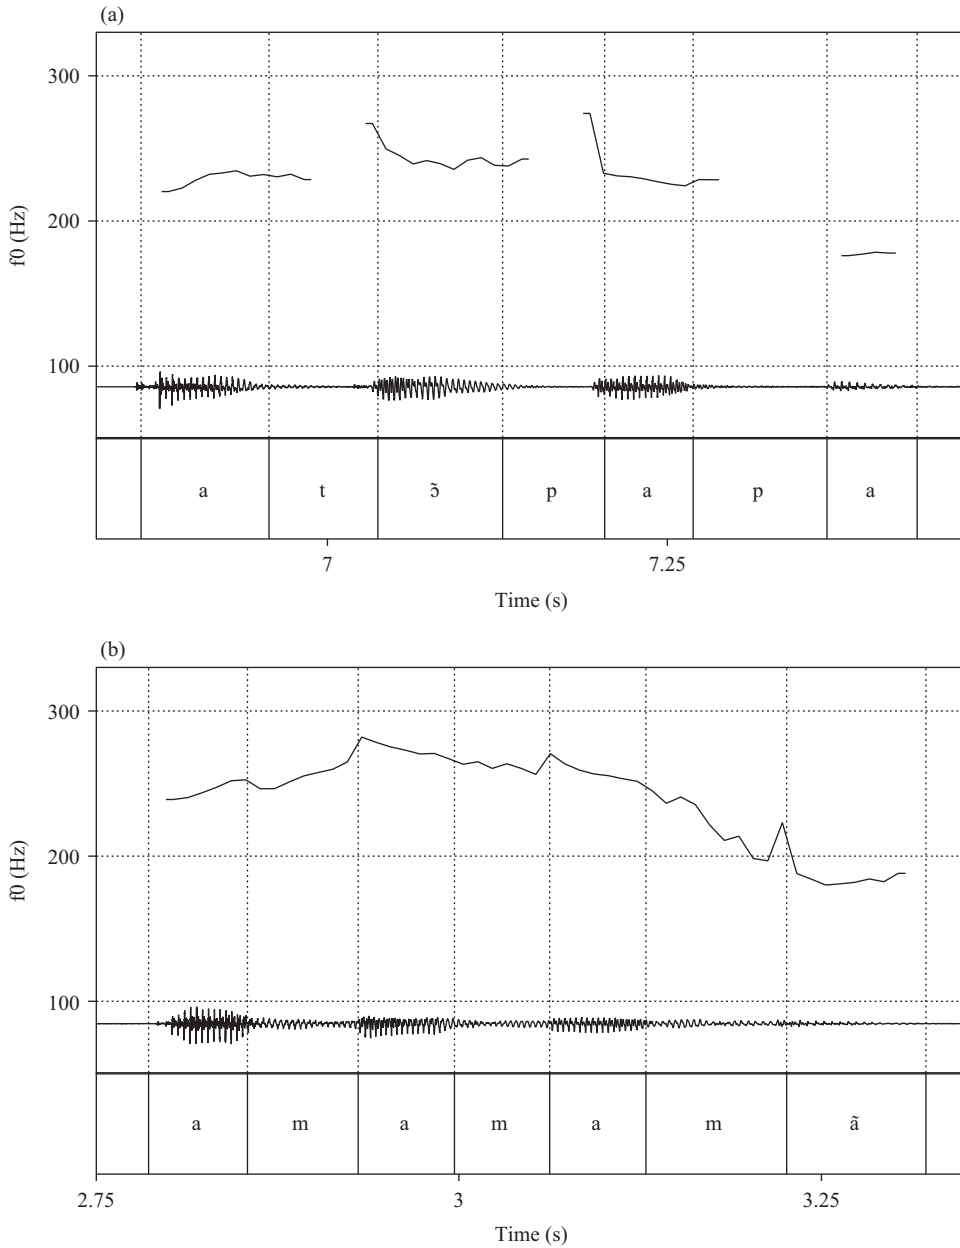 (a)
300
200
100
f0 (Hz)
a t ɔ̃ p a p a
7 7.25
Time (s)
(b)
300
200
100
f0 (Hz)
a m a m a m ã
2.75 3 3.25
Time (s)